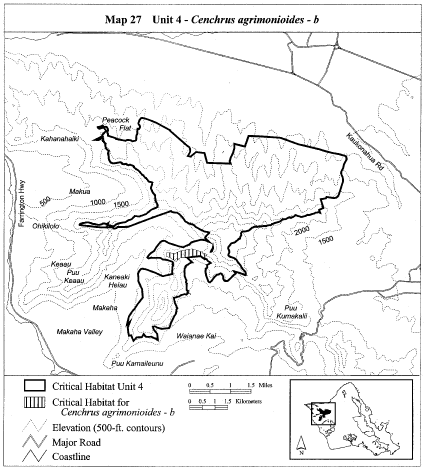 Map 27 Unit 4 - Cenchrus agrimonioides - b
Peacock
Flat
Kahanahaiki
Kaukonahua Rd
Makua
500
1000
1500
Farrington Hwy
Ohikilolo
2000
1500
Keaau
Puu
Keaau
Kaneaki
Heiau
Makaha
Puu
Kumakalii
Makaha Valley
Waianae Kai
Puu Kamaileunu
Critical Habitat Unit 4
Critical Habitat for
Cenchrus agrimonioides - b
Elevation (500-ft. contours)
Major Road
Coastline
0 0.5 1 1.5 Miles
0 0.5 1 1.5 Kilometers
N